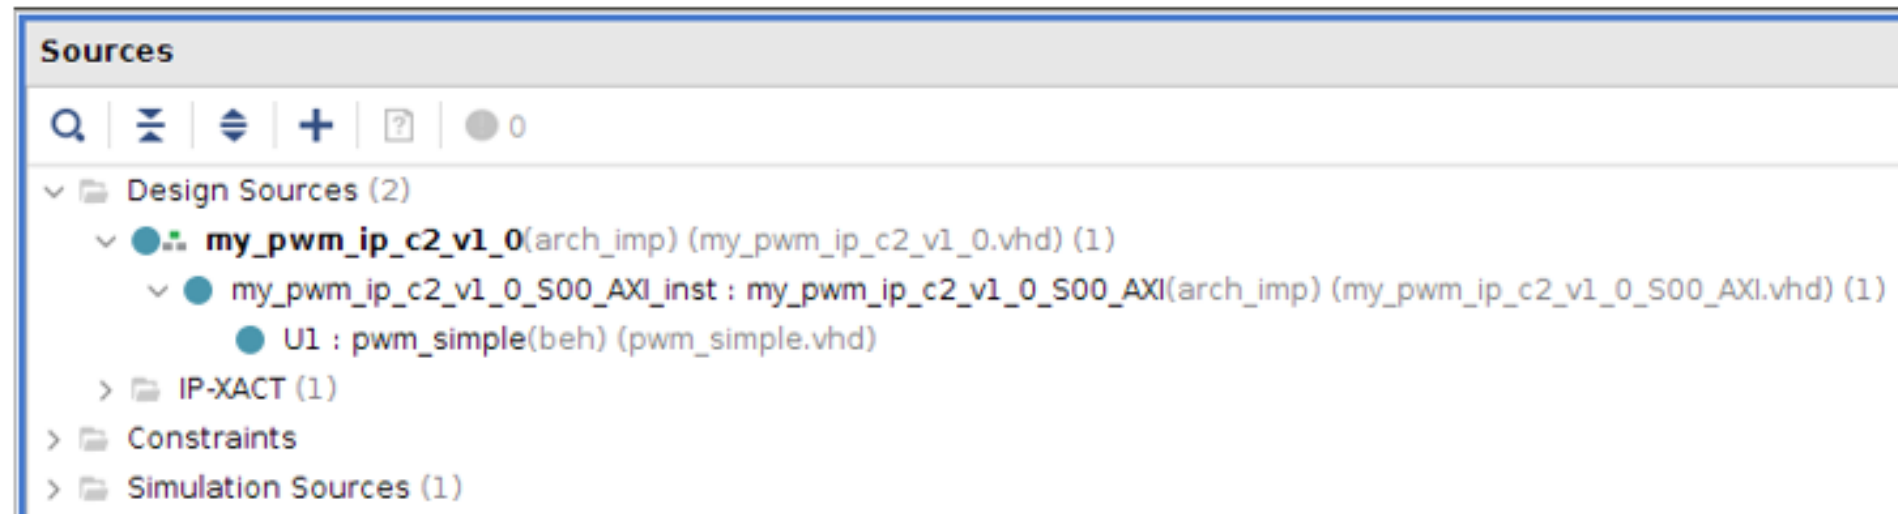 Sources
0
Design Sources (2)
my_pwm_ip_c2_v1_0(arch_imp) (my_pwm_ip_c2_v1_0.vhd) (1)
my_pwm_ip_c2_v1_0_S00_AXI_inst : my_pwm_ip_c2_v1_0_S00_AXI(arch_imp) (my_pwm_ip_c2_v1_0_S00_AXI.vhd) (1)
U1 : pwm_simple(beh) (pwm_simple.vhd)
IP-XACT (1)
Constraints
Simulation Sources (1)